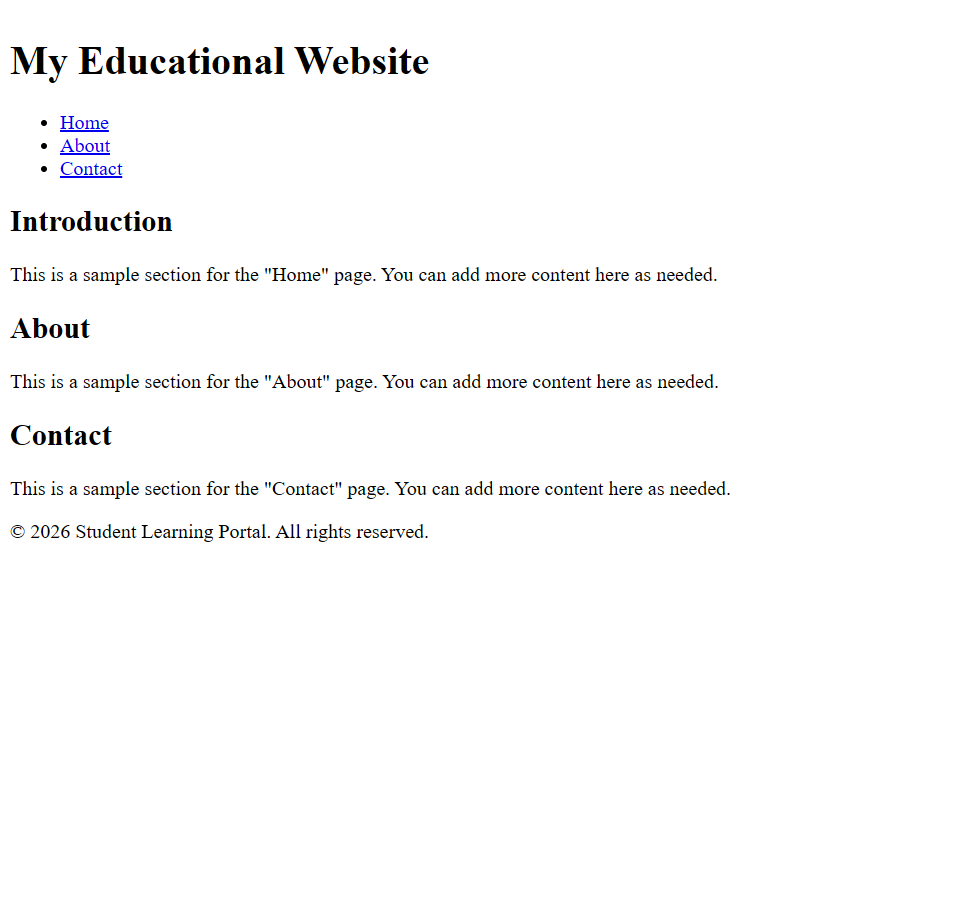 My Educational Website
Home
About
Contact
Introduction
This is a sample section for the "Home" page. You can add more content here as needed.
About
This is a sample section for the "About" page. You can add more content here as needed.
Contact
This is a sample section for the "Contact" page. You can add more content here as needed.
© 2026 Student Learning Portal. All rights reserved.